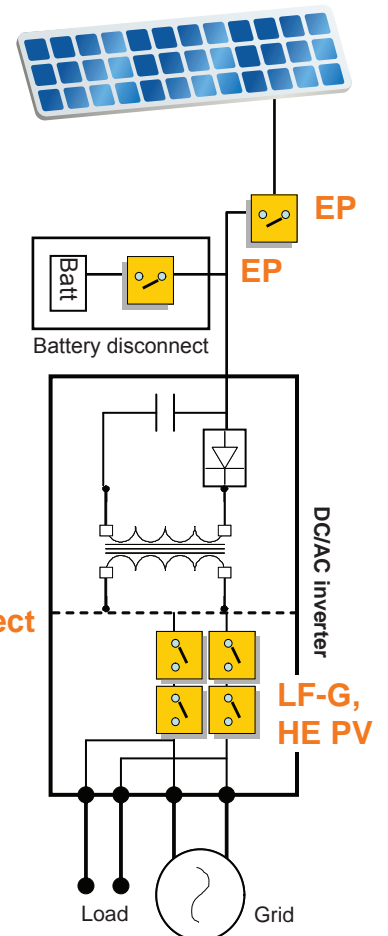 EP
EP
Batt
Battery disconnect
DC/AC inverter
ect
LF-G,
HE PV
Load
Grid